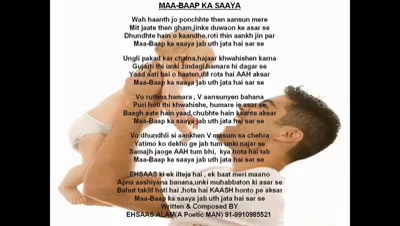 MAA-BAAP KA SAAYA
Wah haanth jo ponchhte then aansun mere
Mit jaate then gham,jinke duwaon ke asar se
Dhundhte hain o kaandhe,roti thin aankh jin par
Maa-Baap ka saaya jab uth jata hai sar se
Ungli pakad kar chalna,hajaar khwahishen karna
Gujarti thi unki zindagi,hamare hi dagar se
Yaad aati hai o baaten,dil rota hai AAH aksar
Maa-Baap ka saaya jab uth jata hai sar se
Vo ruthna hamara , V aansunyen bahana
Puri hoti thi khwahishe, humare is asar se
Baagh aate hain yaad,chubhte hain kaante aksar
Maa-Baap ka saaya jab uth jata hai sar se
Vo dhundhli si aankhen V masum sa chehra
Yatimo ko dekho ge jab tum unki najar se
Samajh jaoge AAH tum bhi, kya hota hai tab
Maa-Baap ka saaya jab uth jata hai sar se
EHSAAS ki ek iteja hai , ek baat meri maano
Apna aashiyana banana,unki muhabbaton ki asar se
Bahut taklif hoti hai ,hota hai KAASH honto pe aksar
Maa-Baap ka saaya jab uth jata hai sar se
Written & Composed BY
EHSAAS ALAM(A Poetic MAN) 91-8910985521